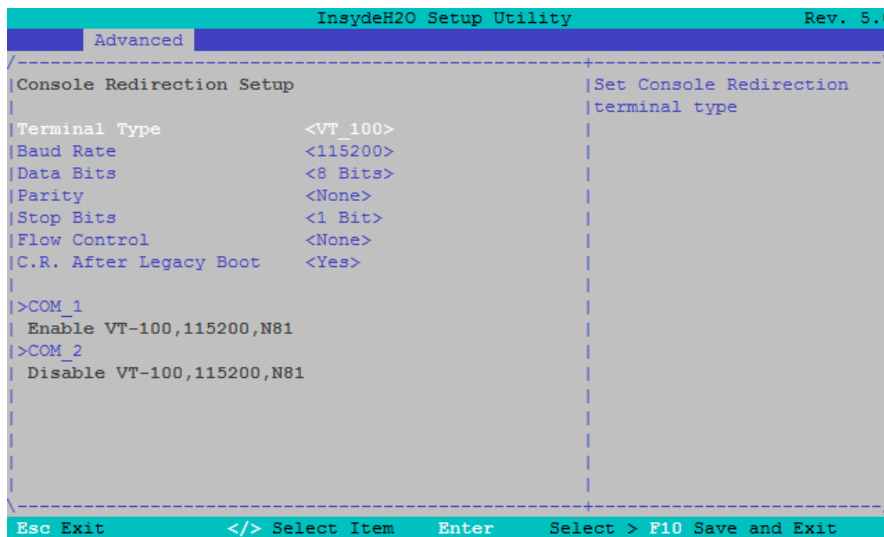 InsydeH2O Setup Utility Rev. 5.
Advanced
/----------------------------------------------------+--------------------------
|Console Redirection Setup |Set Console Redirection
| |terminal type
|Terminal Type <VT_100> |
|Baud Rate <115200> |
|Data Bits <8 Bits> |
|Parity <None> |
|Stop Bits <1 Bit> |
|Flow Control <None> |
|C.R. After Legacy Boot <Yes> |
| |
|>COM_1 |
| Enable VT-100,115200,N81 |
|>COM_2 |
| Disable VT-100,115200,N81 |
| |
| |
| |
| |
| |
\----------------------------------------------------+--------------------------
Esc Exit </> Select Item Enter Select > F10 Save and Exit